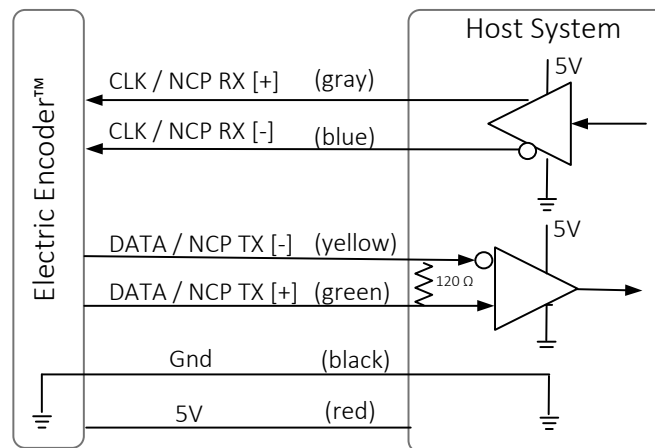 Host System
5V
CLK / NCP RX [+] (gray)
CLK / NCP RX [-] (blue)
Electric Encoder™
5V
DATA / NCP TX [-] (yellow)
120 Ω
DATA / NCP TX [+] (green)
Gnd (black)
5V (red)